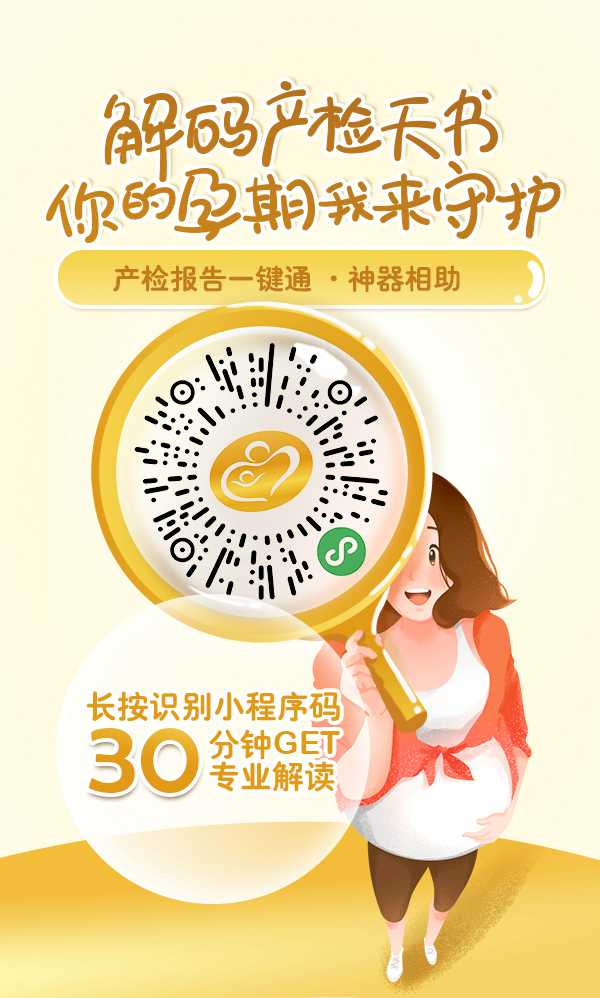 解码产检天书
你的孕期我来守护
产检报告一键通 · 神器相助
长按识别小程序码
30分钟GET
专业解读